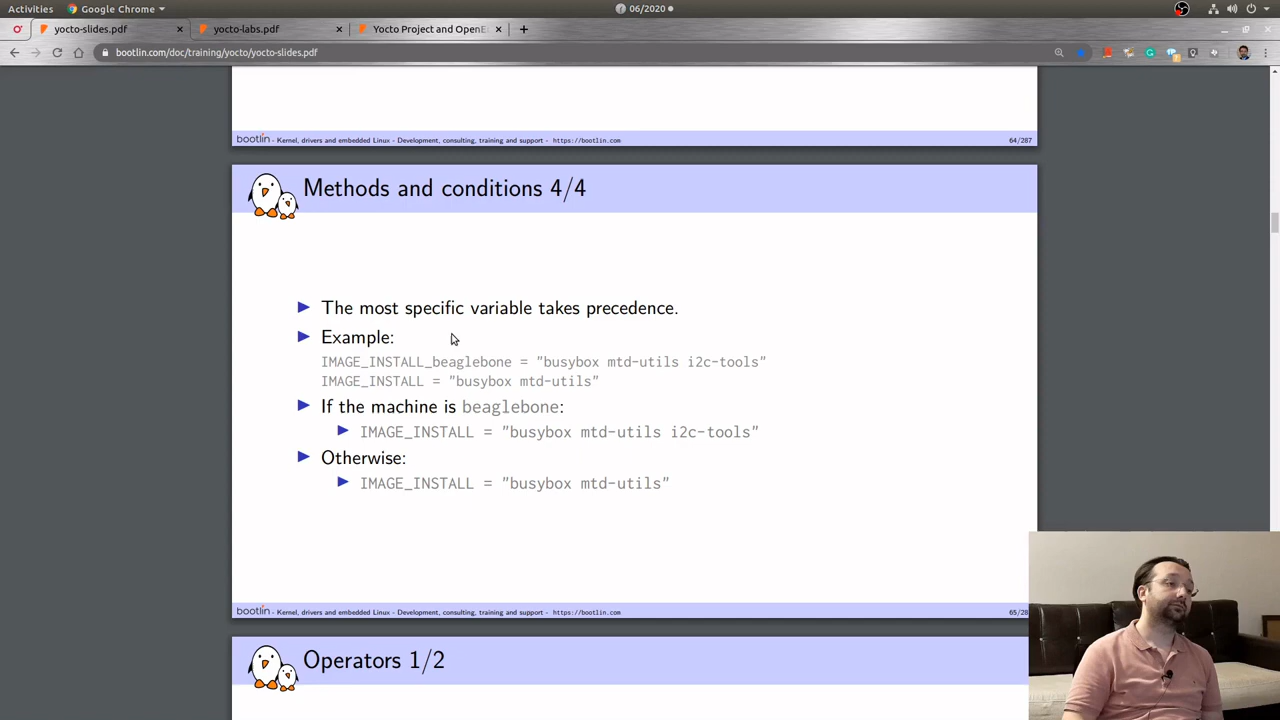 Activities
Google Chrome
06/2020
yocto-slides.pdf
yocto-labs.pdf
Yocto Project and OpenE
bootlin.com/doc/training/yocto/yocto-slides.pdf
bootlin - Kernel, drivers and embedded Linux - Development, consulting, training and support - https://bootlin.com 64/287
Methods and conditions 4/4
The most specific variable takes precedence.
Example:
IMAGE_INSTALL_beaglebone = "busybox mtd-utils i2c-tools"
IMAGE_INSTALL = "busybox mtd-utils"
If the machine is beaglebone:
IMAGE_INSTALL = "busybox mtd-utils i2c-tools"
Otherwise:
IMAGE_INSTALL = "busybox mtd-utils"
bootlin - Kernel, drivers and embedded Linux - Development, consulting, training and support - https://bootlin.com 65/28
Operators 1/2